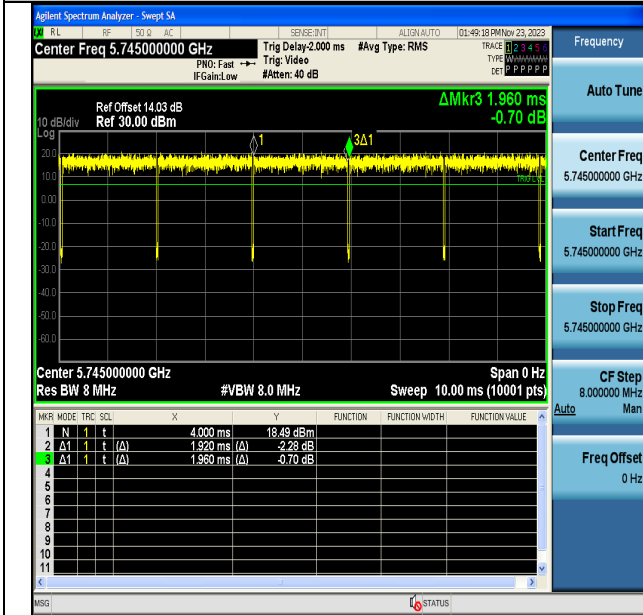 Agilent Spectrum Analyzer - Swept SA
RL RF 50 Ω AC SENSE:INT ALIGN AUTO 01:49:18 PM Nov 23, 2023
Center Freq 5.745000000 GHz
PNO: Fast
IFGain:Low
Trig Delay-2.000 ms
Trig: Video
#Atten: 40 dB
#Avg Type: RMS
TRACE 1 2 3 4 5 6
TYPE
DET P P P P P P
Frequency
Auto Tune
Center Freq
5.745000000 GHz
Start Freq
5.745000000 GHz
Stop Freq
5.745000000 GHz
CF Step
8.000000 MHz
Auto Man
Freq Offset
0 Hz
ΔMkr3 1.960 ms
-0.70 dB
Ref Offset 14.03 dB
Ref 30.00 dBm
10 dB/div
Log
1
3Δ1
TRIG LVL
20.0
10.0
0.00
-10.0
-20.0
-30.0
-40.0
-50.0
-60.0
Center 5.745000000 GHz Span 0 Hz
Res BW 8 MHz #VBW 8.0 MHz Sweep 10.00 ms (10001 pts)
MKR MODE TRC SCL X Y FUNCTION FUNCTION WIDTH FUNCTION VALUE
1 N 1 t 4.000 ms 18.49 dBm
2 Δ1 1 t (Δ) 1.920 ms (Δ) -2.28 dB
3 Δ1 1 t (Δ) 1.960 ms (Δ) -0.70 dB
4
5
6
7
8
9
10
11
MSG STATUS